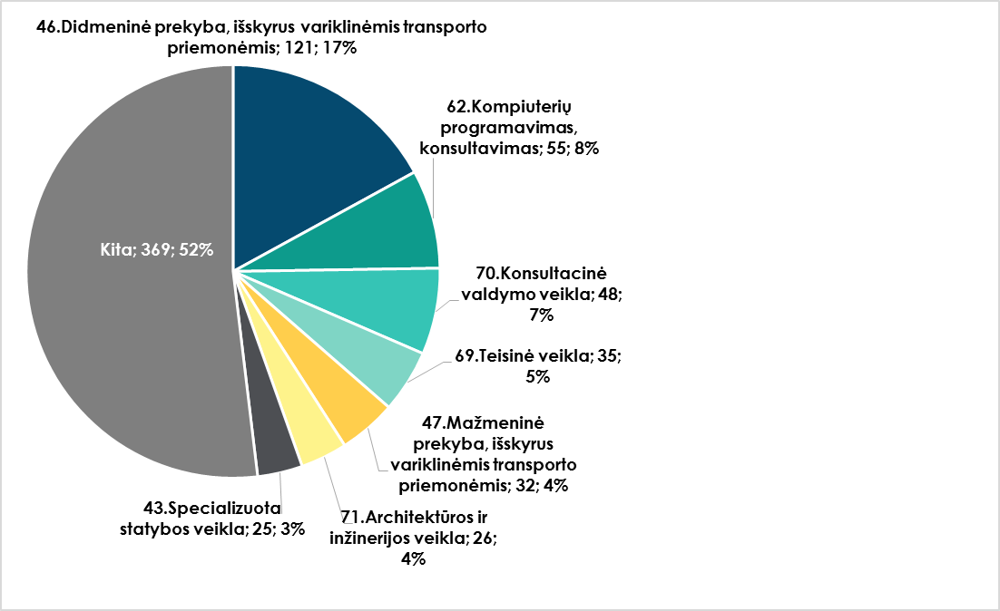 46.Didmeninė prekyba, išskyrus variklinėmis transporto
priemonėmis; 121; 17%
62.Kompiuterių
programavimas,
konsultavimas; 55; 8%
Kita; 369; 52%
70.Konsultacinė
valdymo veikla; 48;
7%
69.Teisinė veikla; 35;
5%
47.Mažmeninė
prekyba, išskyrus
variklinėmis transporto
priemonėmis; 32; 4%
43.Specializuota
statybos veikla; 25; 3%
71.Architektūros ir
inžinerijos veikla; 26;
4%